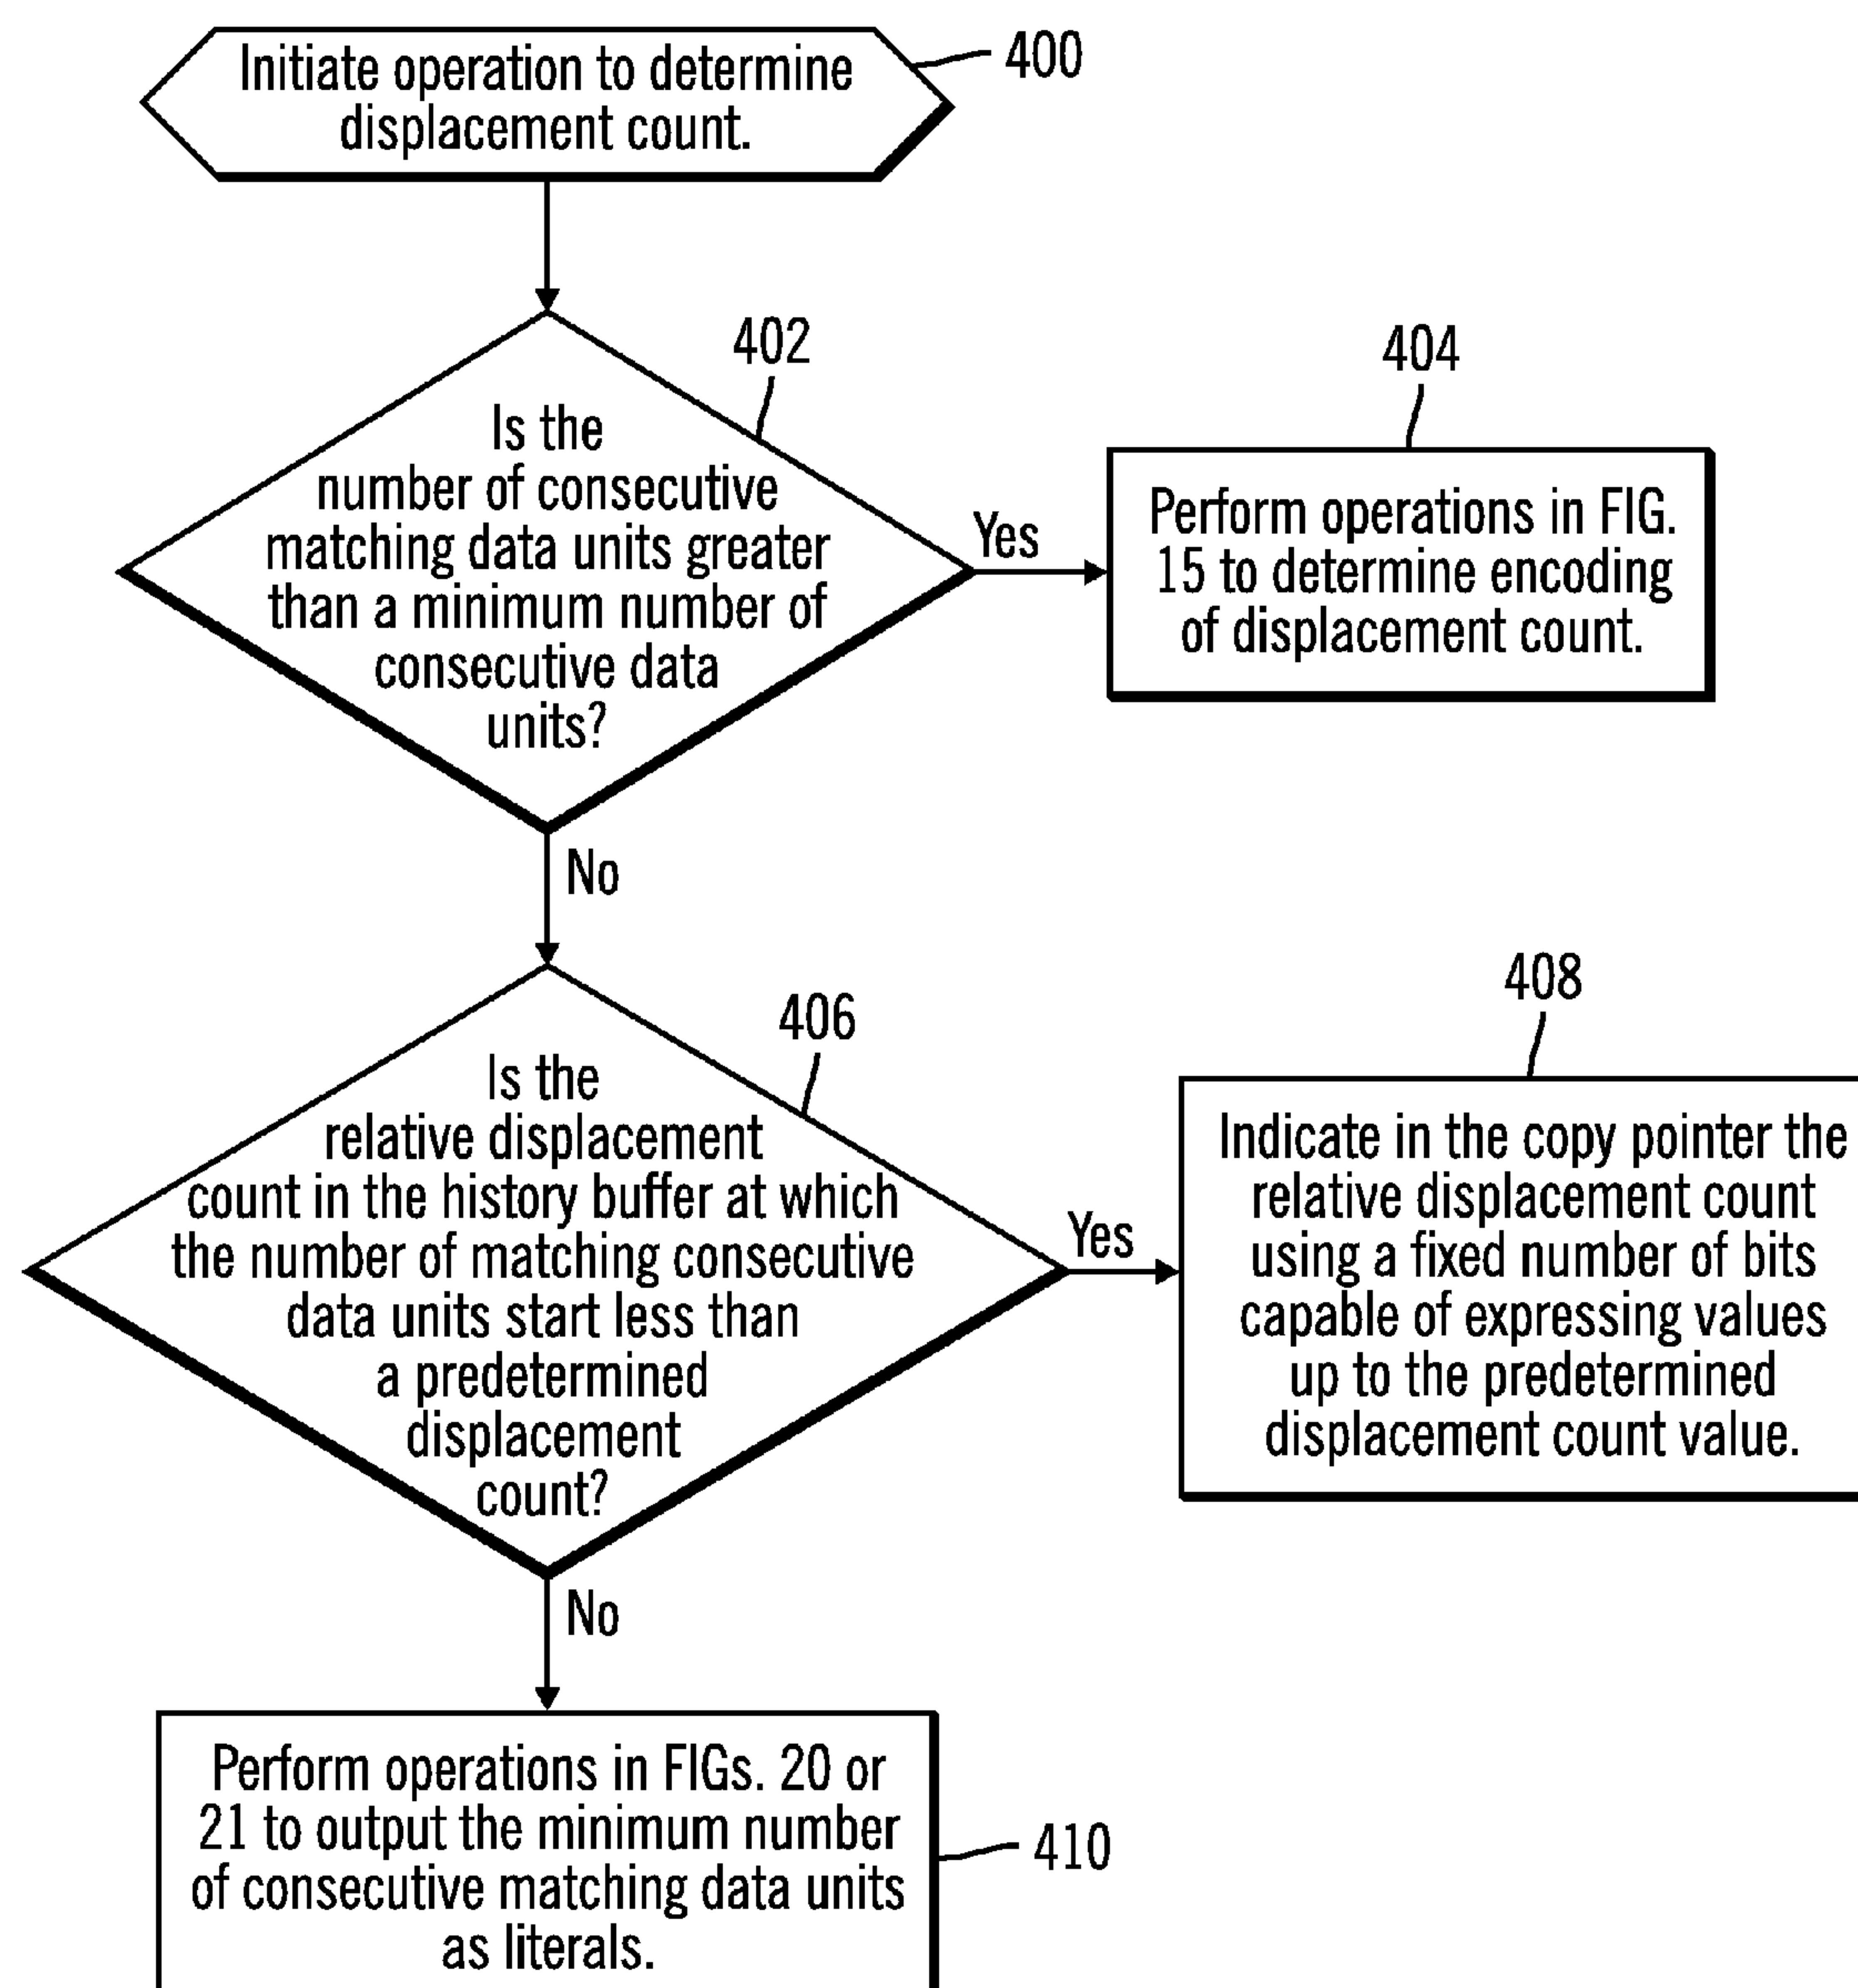 Initiate operation to determine
displacement count.
400
402
Is the
number of consecutive
matching data units greater
than a minimum number of
consecutive data
units?
Yes
404
Perform operations in FIG.
15 to determine encoding
of displacement count.
No
406
Is the
relative displacement
count in the history buffer at which
the number of matching consecutive
data units start less than
a predetermined
displacement
count?
Yes
408
Indicate in the copy pointer the
relative displacement count
using a fixed number of bits
capable of expressing values
up to the predetermined
displacement count value.
No
Perform operations in FIGs. 20 or
21 to output the minimum number
of consecutive matching data units
as literals.
410